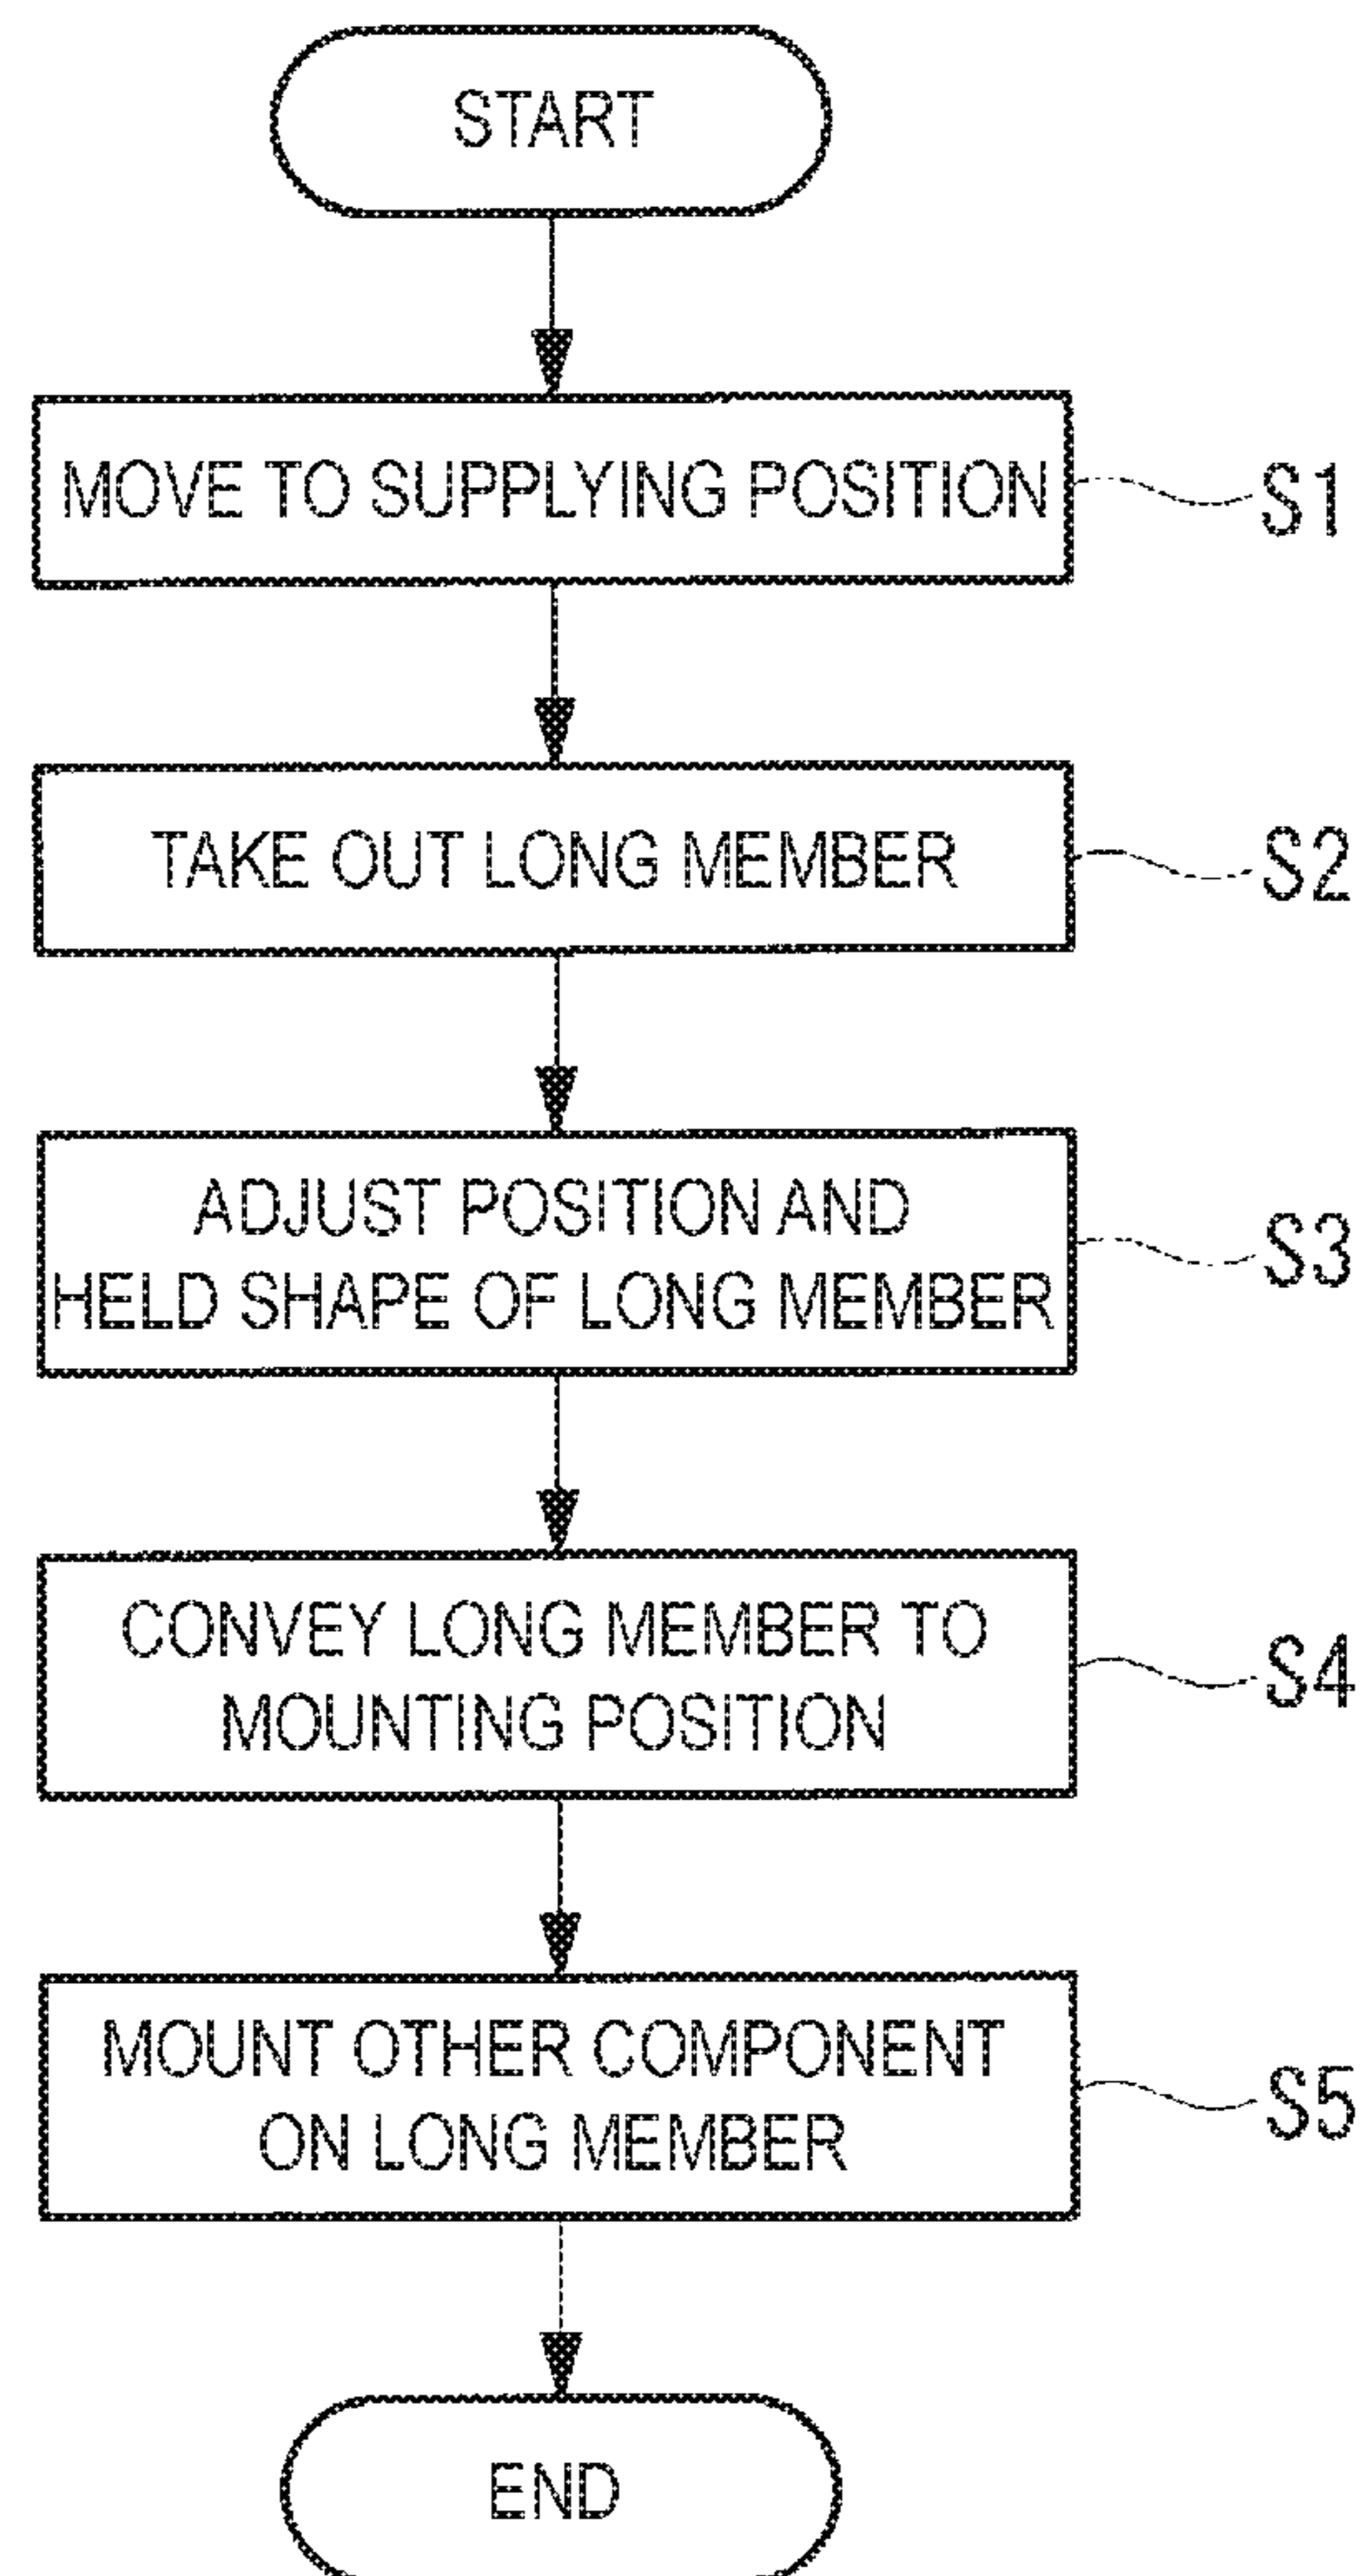 START
MOVE TO SUPPLYING POSITION
S1
TAKE OUT LONG MEMBER
S2
ADJUST POSITION AND
HELD SHAPE OF LONG MEMBER
S3
CONVEY LONG MEMBER TO
MOUNTING POSITION
S4
MOUNT OTHER COMPONENT
ON LONG MEMBER
S5
END